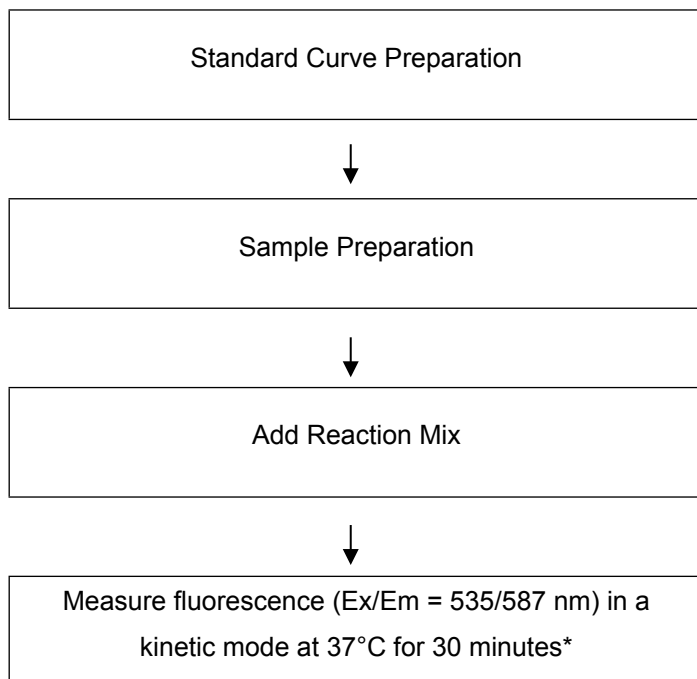 Standard Curve Preparation
Sample Preparation
Add Reaction Mix
Measure fluorescence (Ex/Em = 535/587 nm) in a
kinetic mode at 37°C for 30 minutes*